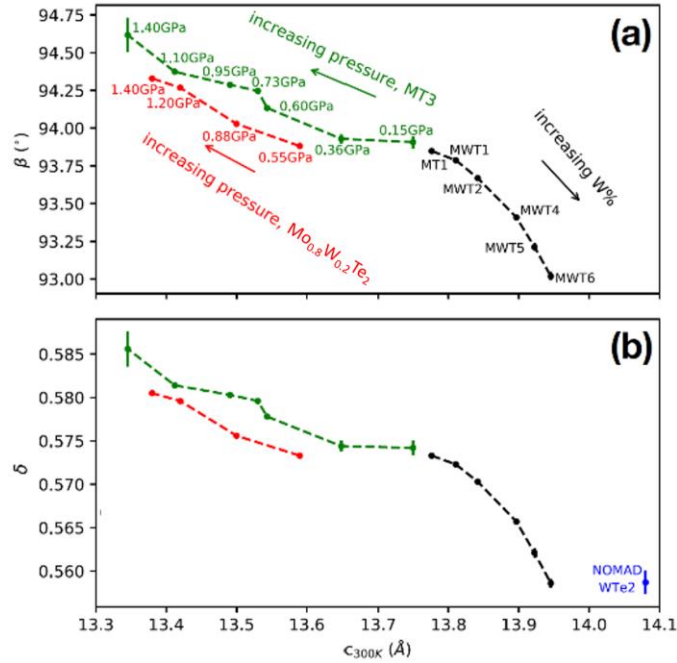 (a)
94.75
94.50
94.25
94.00
93.75
93.50
93.25
93.00
β (°)
1.40GPa
1.10GPa
0.95GPa
0.73GPa
0.60GPa
0.36GPa
0.15GPa
increasing pressure, MT3
1.40GPa
1.20GPa
0.88GPa
0.55GPa
increasing pressure, Mo0.8W0.2Te2
increasing W%
MT1
MWT1
MWT2
MWT4
MWT5
MWT6
(b)
0.585
0.580
0.575
0.570
0.565
0.560
δ
NOMAD
WTe2
13.3 13.4 13.5 13.6 13.7 13.8 13.9 14.0 14.1
c300K (Å)